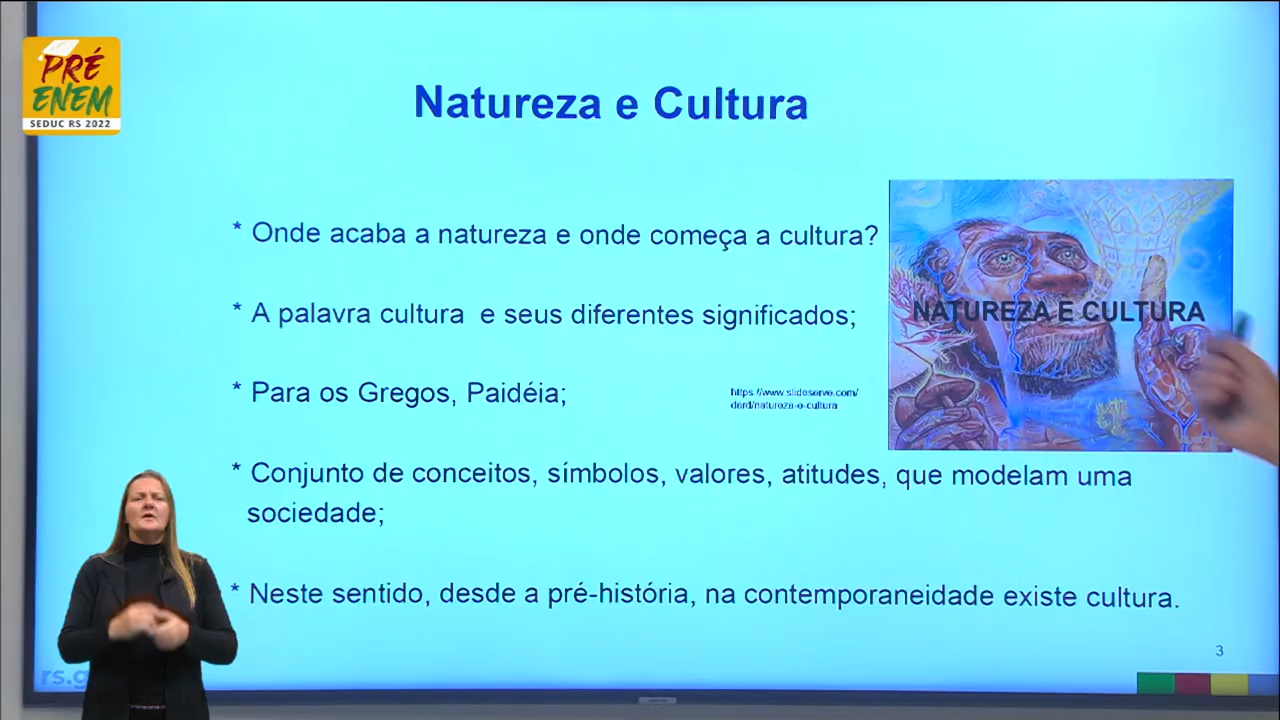 PRÉ
ENEM
SEDUC RS 2022
Natureza e Cultura
* Onde acaba a natureza e onde começa a cultura?
* A palavra cultura e seus diferentes significados;
* Para os Gregos, Paidéia;
https://www.slideserve.com/
dard/natureza-e-cultura
NATUREZA E CULTURA
* Conjunto de conceitos, símbolos, valores, atitudes, que modelam uma
sociedade;
* Neste sentido, desde a pré-história, na contemporaneidade existe cultura.
3
rs.g